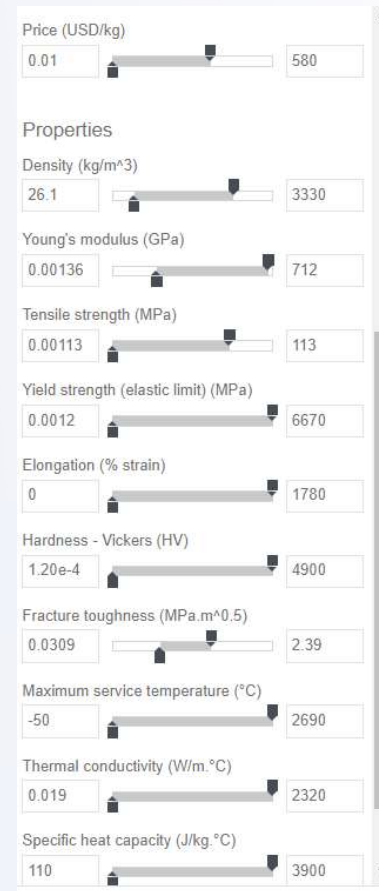 Price (USD/kg)
0.01 580
Properties
Density (kg/m^3)
26.1 3330
Young's modulus (GPa)
0.00136 712
Tensile strength (MPa)
0.00113 113
Yield strength (elastic limit) (MPa)
0.0012 6670
Elongation (% strain)
0 1780
Hardness - Vickers (HV)
1.20e-4 4900
Fracture toughness (MPa.m^0.5)
0.0309 2.39
Maximum service temperature (°C)
-50 2690
Thermal conductivity (W/m.°C)
0.019 2320
Specific heat capacity (J/kg.°C)
110 3900